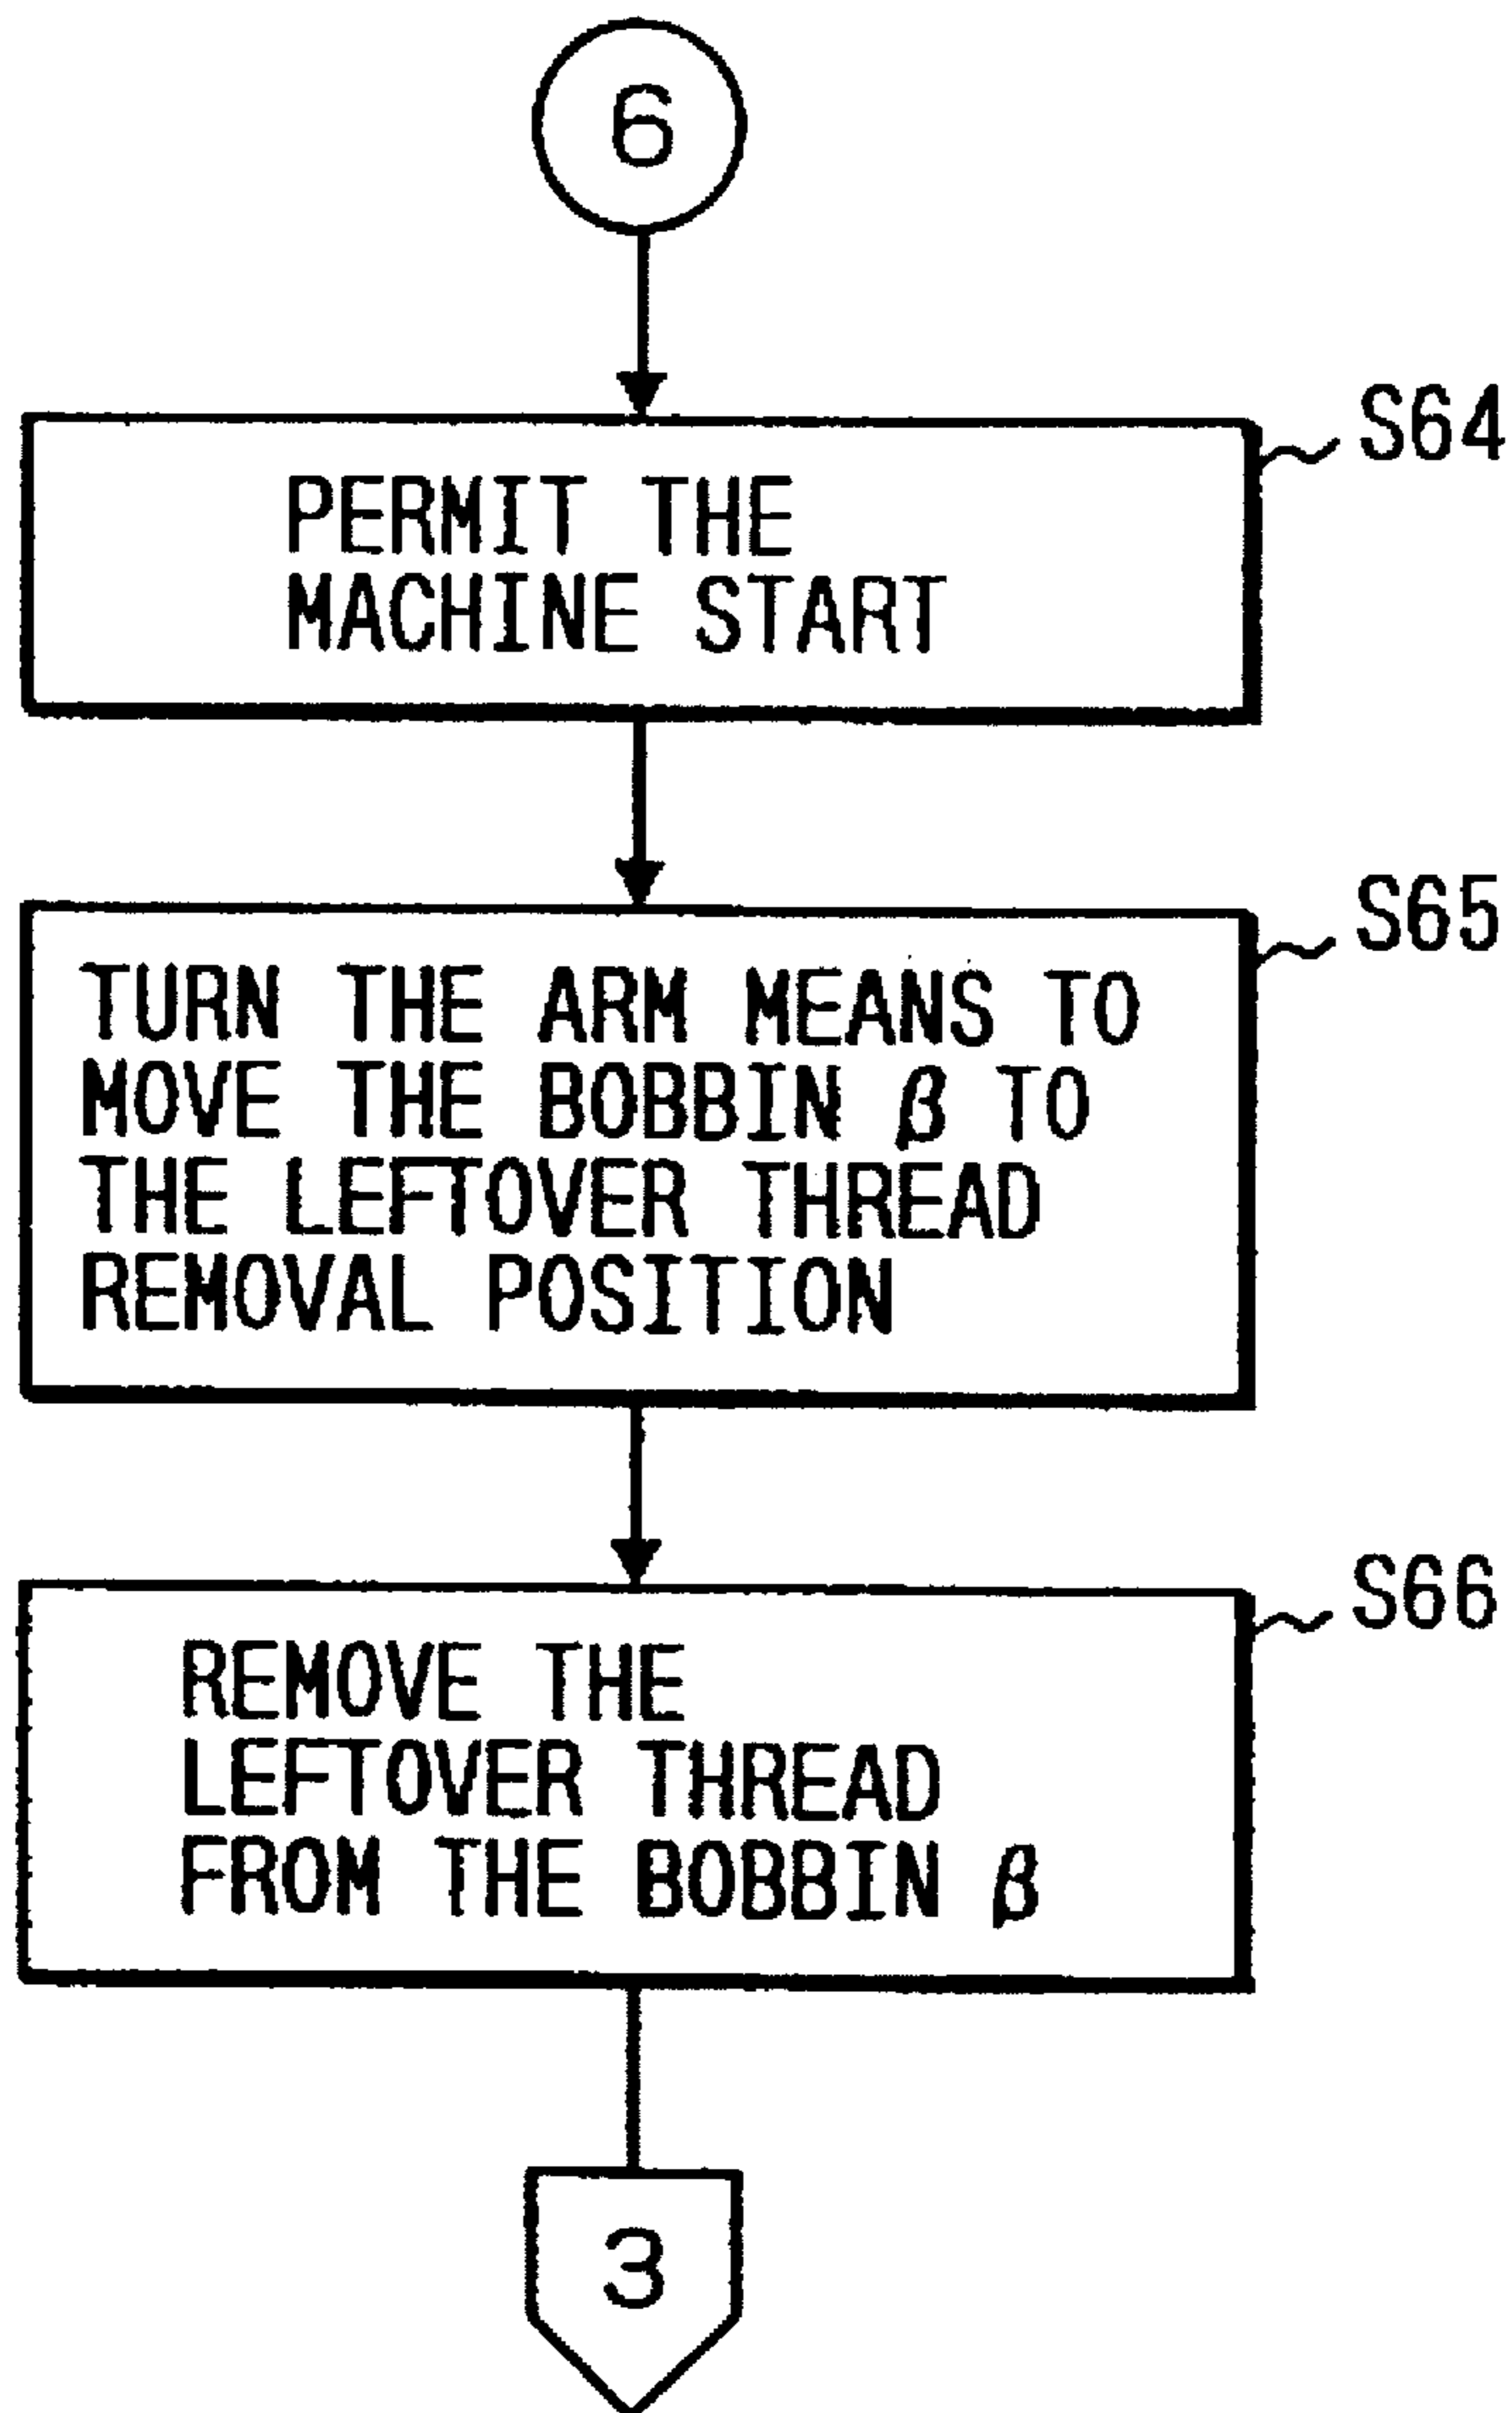 6
S64
PERMIT THE
MACHINE START
S65
TURN THE ARM MEANS TO
MOVE THE BOBBIN β TO
THE LEFTOVER THREAD
REMOVAL POSITION
S66
REMOVE THE
LEFTOVER THREAD
FROM THE BOBBIN β
3